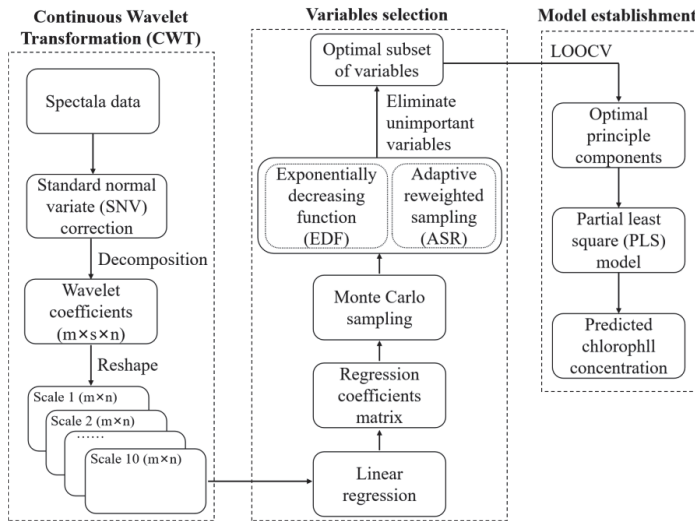 Continuous Wavelet
Transformation (CWT)
Spectala data
Standard normal
variate (SNV)
correction
Decomposition
Wavelet
coefficients
(m×s×n)
Reshape
Scale 1 (m×n)
Scale 2 (m×n)
......
Scale 10 (m×n)
Variables selection
Optimal subset
of variables
Eliminate
unimportant
variables
Exponentially
decreasing
function
(EDF)
Adaptive
reweighted
sampling
(ASR)
Monte Carlo
sampling
Regression
coefficients
matrix
Linear
regression
Model establishment
LOOCV
Optimal
principle
components
Partial least
square (PLS)
model
Predicted
chlorophll
concentration